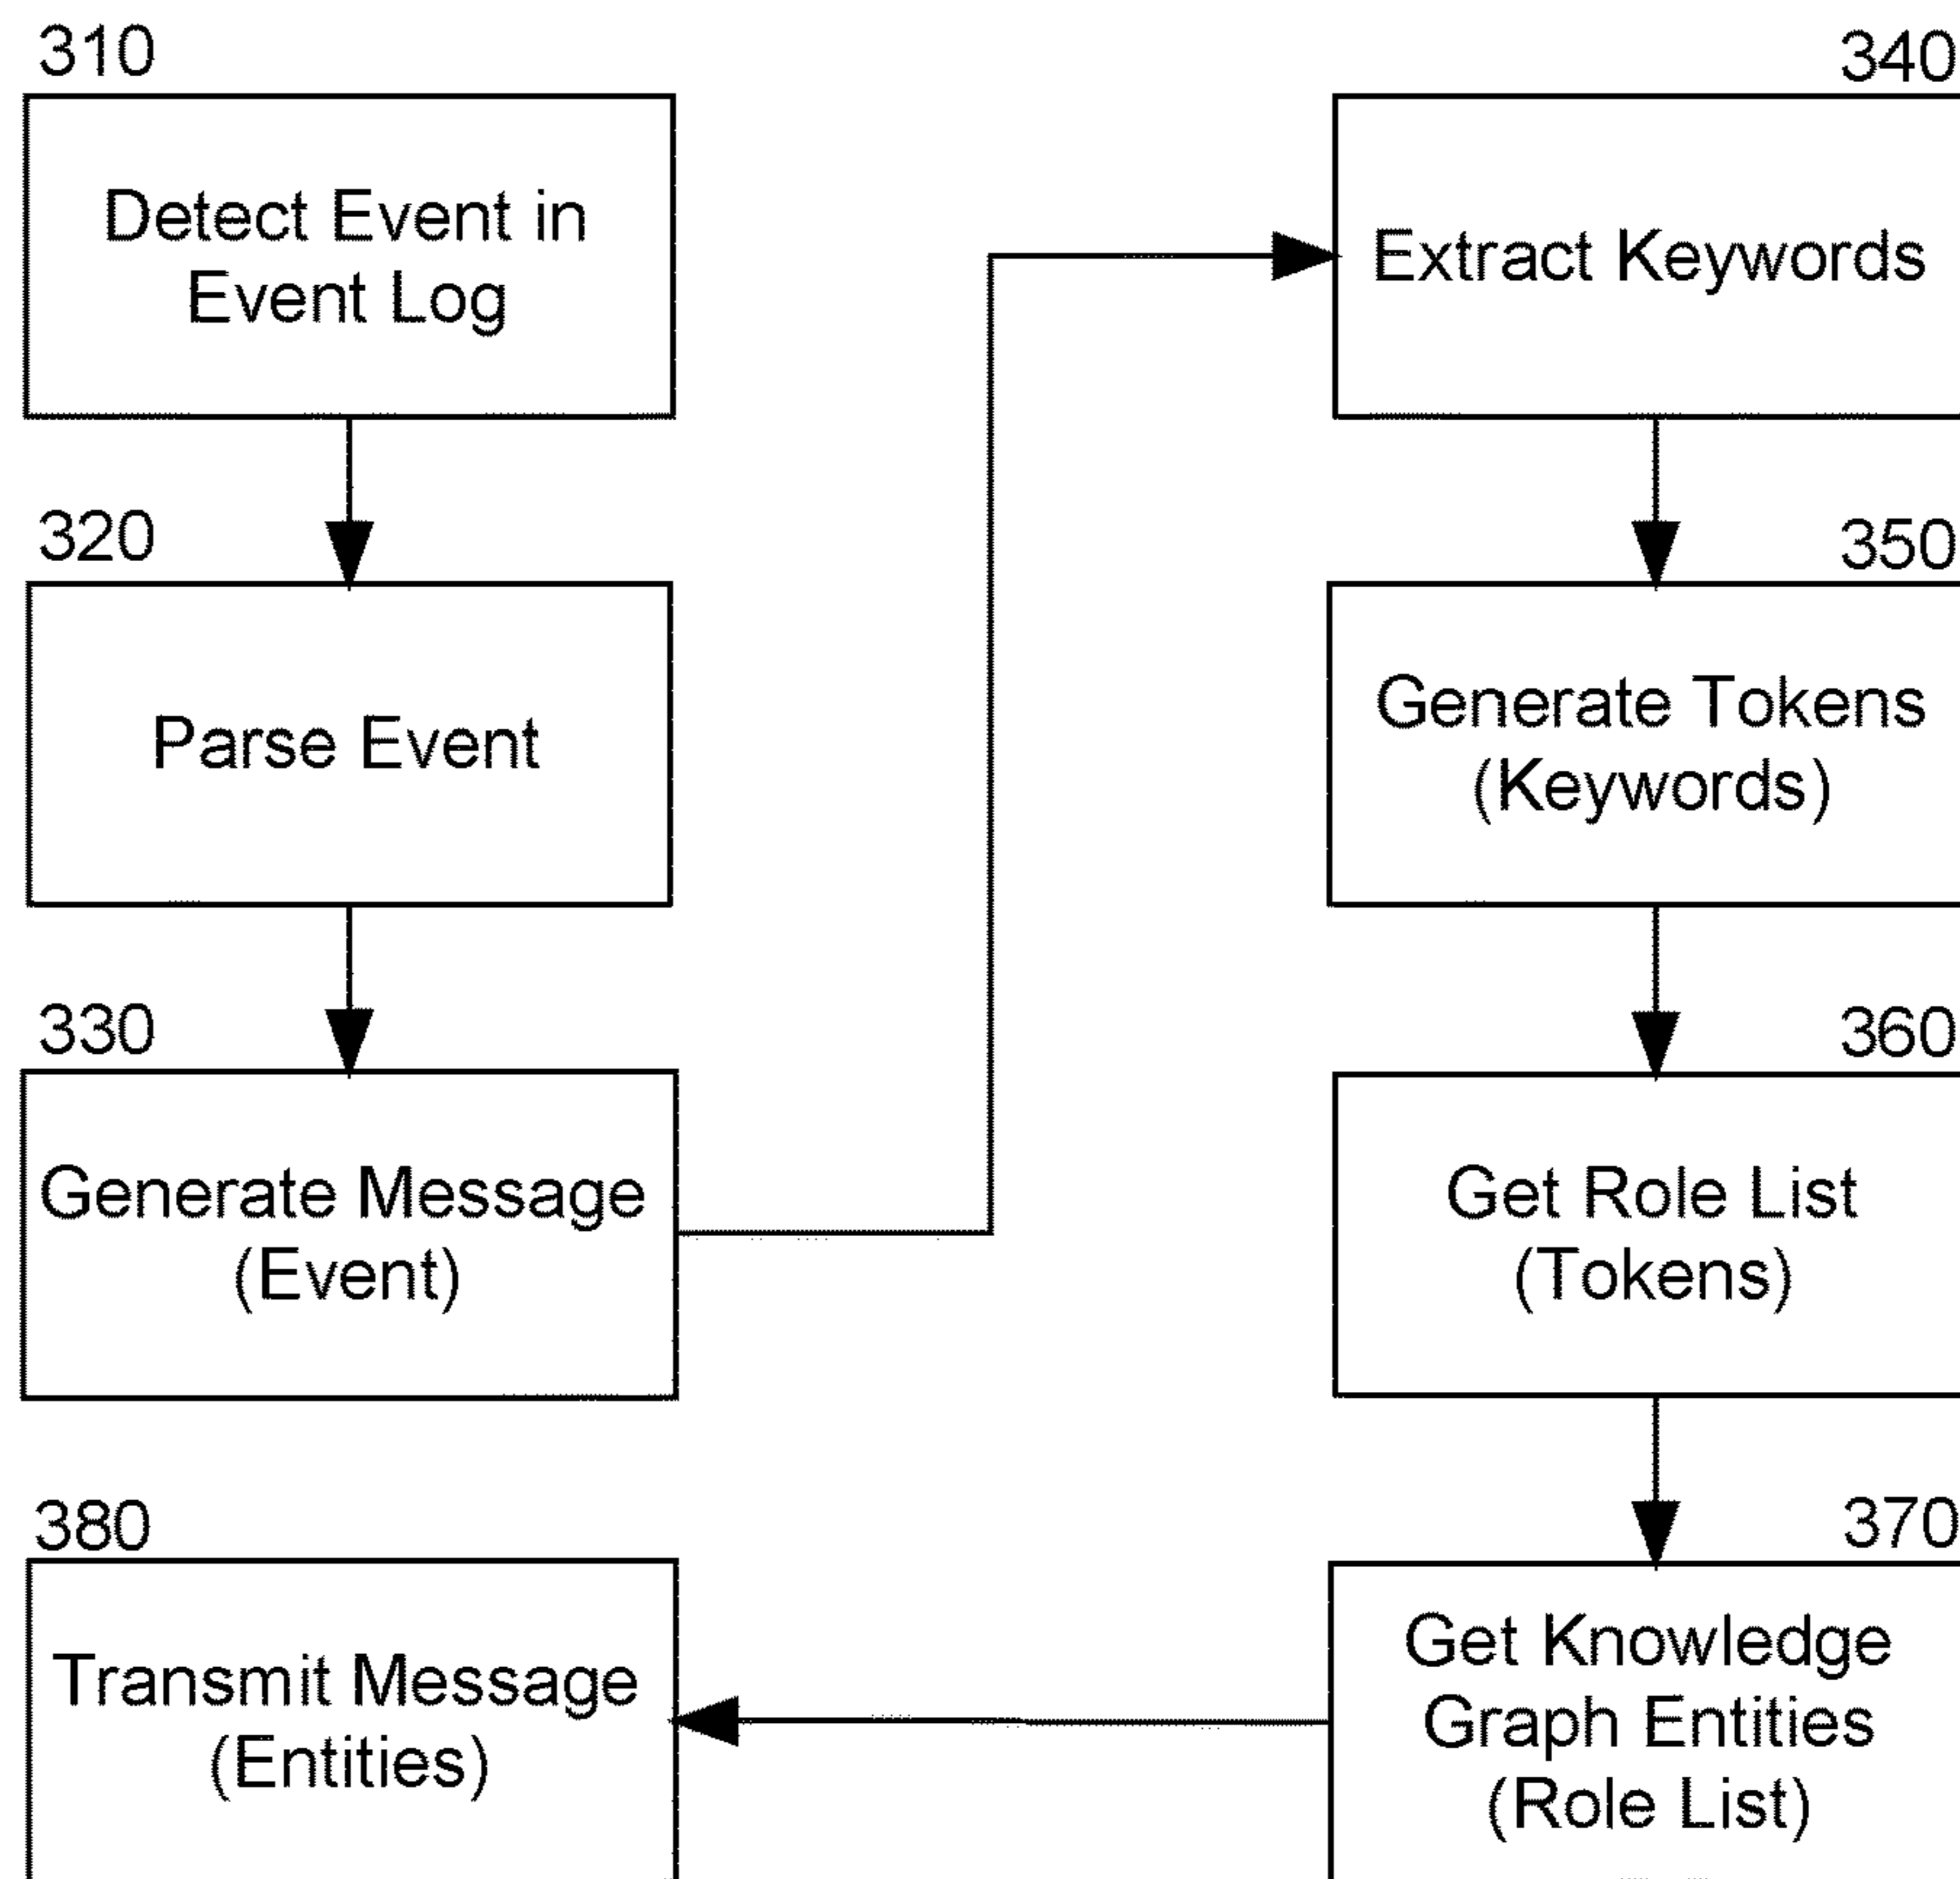 310
Detect Event in
Event Log
320
Parse Event
330
Generate Message
(Event)
340
Extract Keywords
350
Generate Tokens
(Keywords)
360
Get Role List
(Tokens)
370
Get Knowledge
Graph Entities
(Role List)
380
Transmit Message
(Entities)